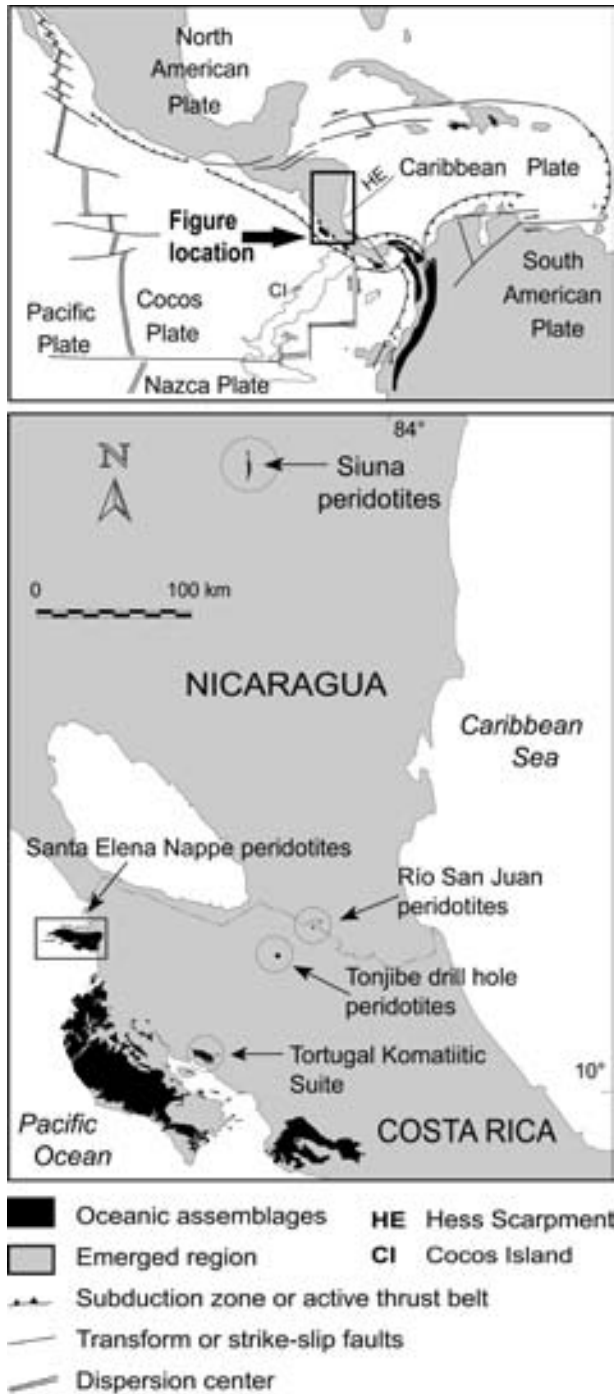 North
American
Plate
HE
Caribbean Plate
Figure
location
CI
Pacific
Plate
Cocos
Plate
South
American
Plate
Nazca Plate
84°
N
Siuna
peridotites
0 100 km
NICARAGUA
Caribbean
Sea
Santa Elena Nappe peridotites
Río San Juan
peridotites
Tonjibe drill hole
peridotites
Tortugal Komatiitic
Suite
10°
Pacific
Ocean
COSTA RICA
Oceanic assemblages
HE Hess Scarpment
Emerged region
CI Cocos Island
Subduction zone or active thrust belt
Transform or strike-slip faults
Dispersion center